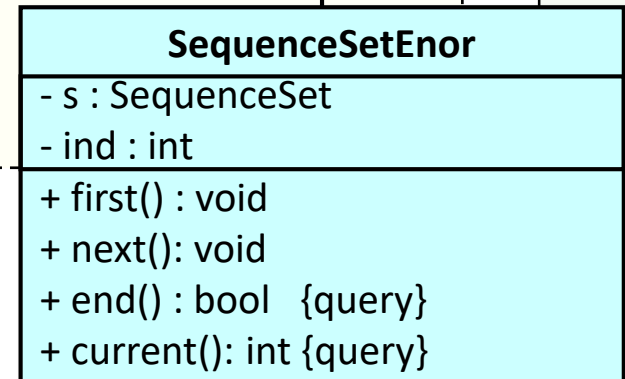 SequenceSetEnor
- s : SequenceSet
- ind : int
+ first() : void
+ next(): void
+ end() : bool {query}
+ current(): int {query}